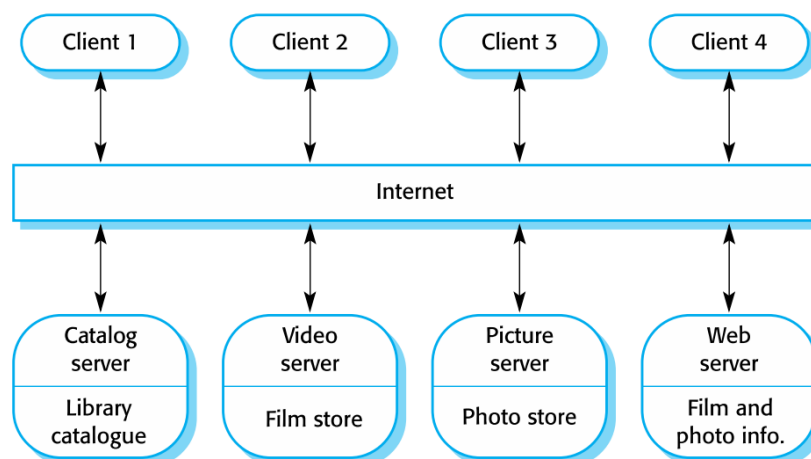 Client 1
Client 2
Client 3
Client 4
Internet
Catalog
server
Library
catalogue
Video
server
Film store
Picture
server
Photo store
Web
server
Film and
photo info.